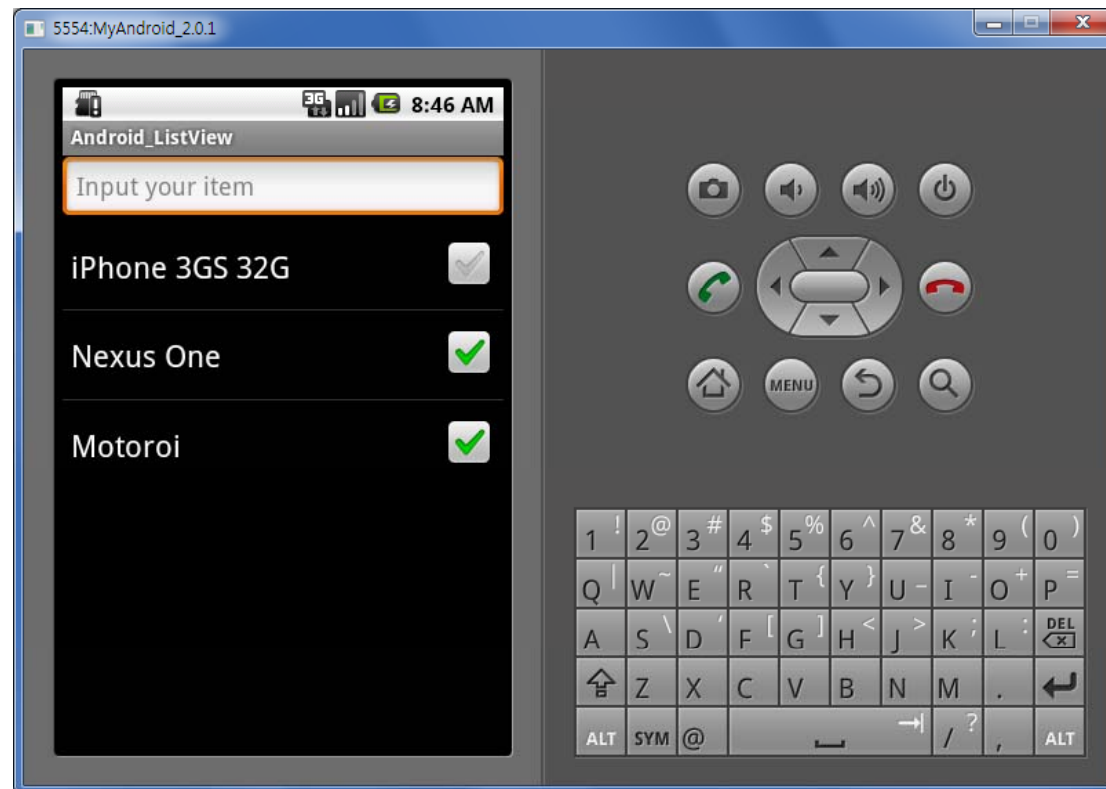 5554:MyAndroid_2.0.1
3G 8:46 AM
Android_ListView
Input your item
iPhone 3GS 32G
Nexus One
Motoroi
MENU
1 ! 2 @ 3 # 4 $ 5 % 6 ^ 7 & 8 * 9 ( 0 )
Q | W ~ E " R ` T { Y } U _ I - O + P =
A S \ D ' F [ G ] H < J > K ; L : DEL
Z X C V B N M .
ALT SYM @ / ? , ALT